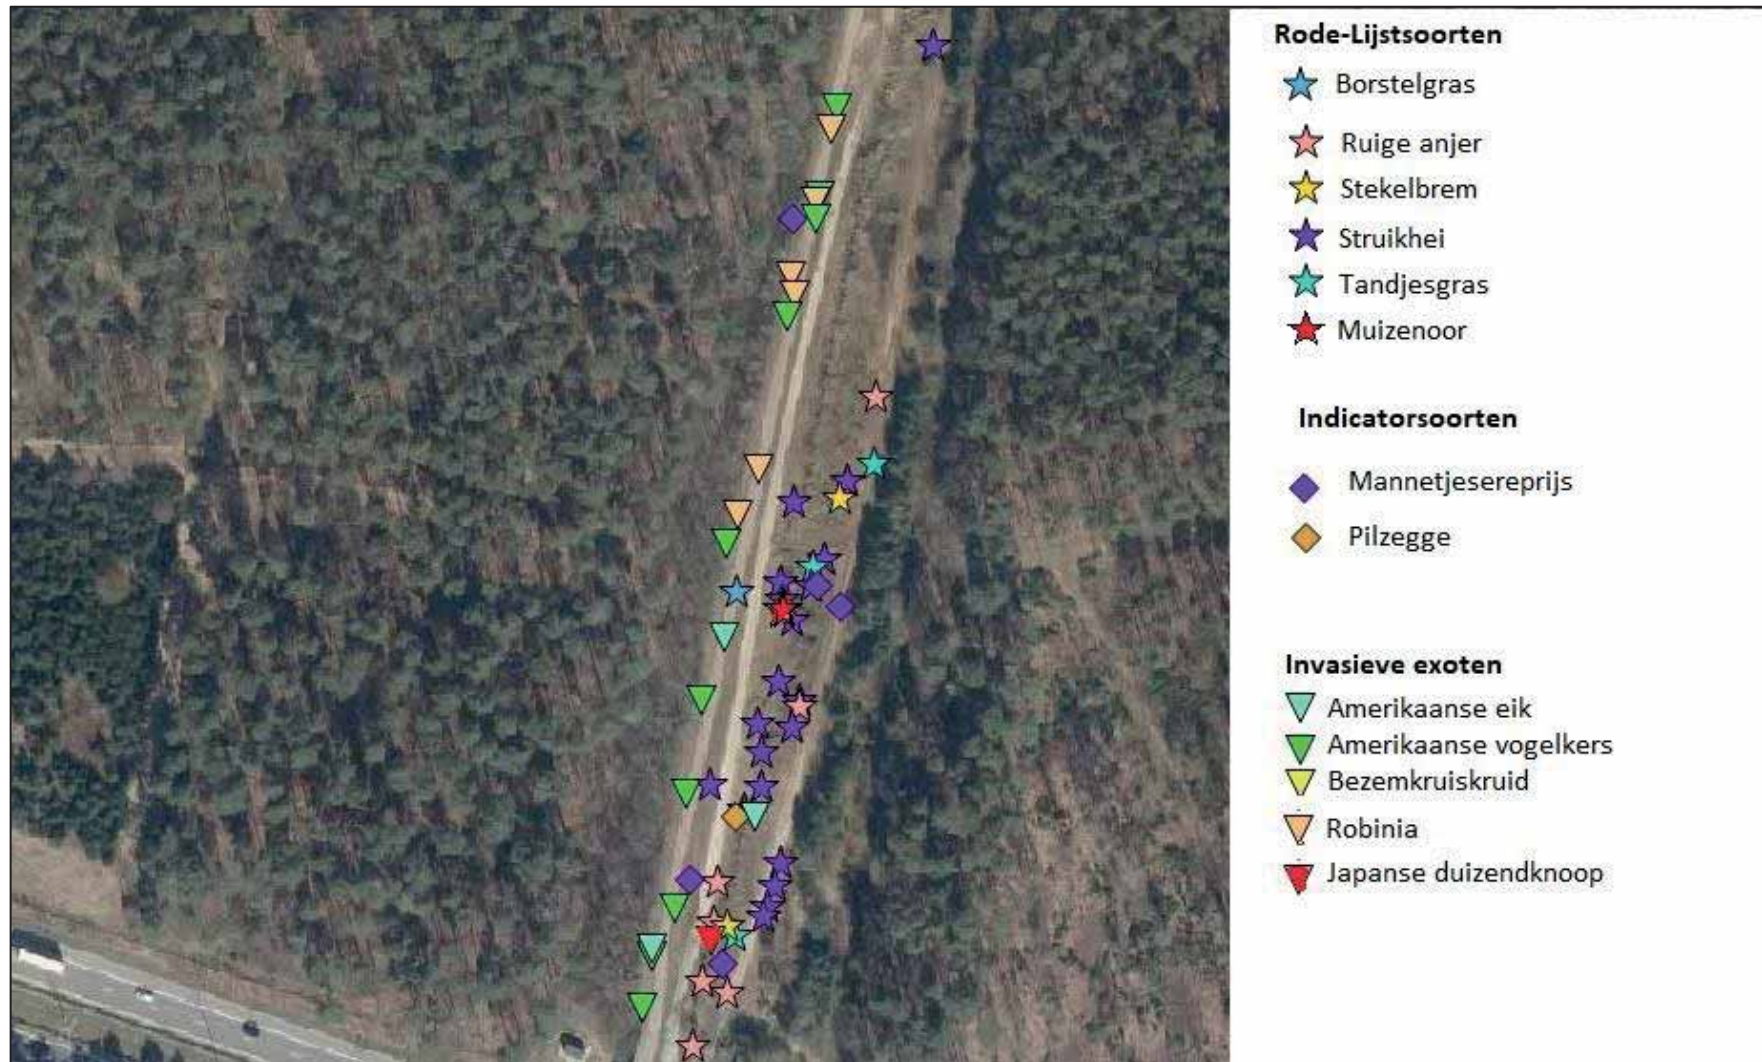 Rode-Lijstsoorten
Borstelgras
Ruige anjer
Stekelbrem
Struikhei
Tandjesgras
Muizenoor
Indicatorsoorten
Mannetjesereprijs
Pilzegge
Invasieve exoten
Amerikaanse eik
Amerikaanse vogelkers
Bezemkruiskruid
Robinia
Japanse duizendknoop